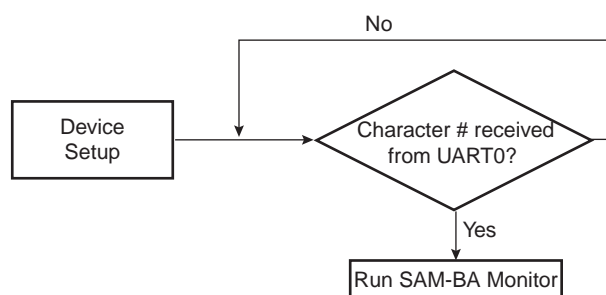 No
Device
Setup
Character # received
from UART0?
Yes
Run SAM-BA Monitor